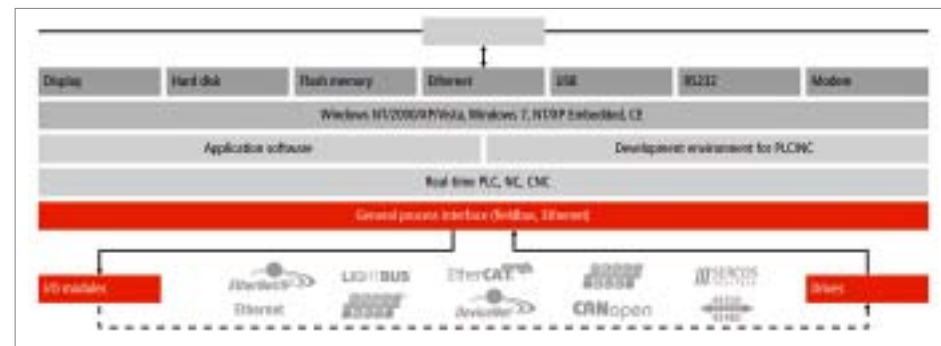 Display Hard disk Flash memory Ethernet USB RS232 Modem
Windows NT/2000/XP/Vista, Windows 7, NT/XP Embedded, CE
Application software Development environment for PLC/NC
Real-time PLC, NC, CNC
General process interface (fieldbus, Ethernet)
I/O modules LIGHTBUS EtherCAT SERCOS Drives
Ethernet DeviceNet CANopen